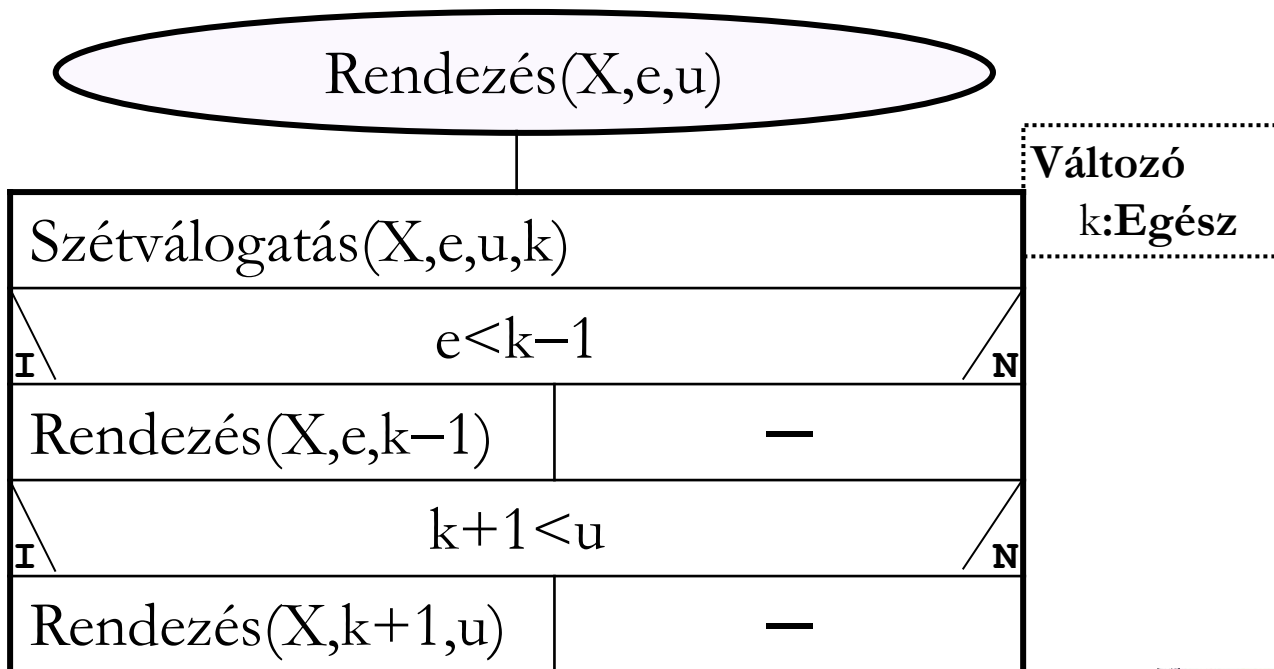 Rendezés(X,e,u)
Változó
k:Egész
Szétválogatás(X,e,u,k)
e<k–1
I
N
Rendezés(X,e,k–1)
–
k+1<u
I
N
Rendezés(X,k+1,u)
–